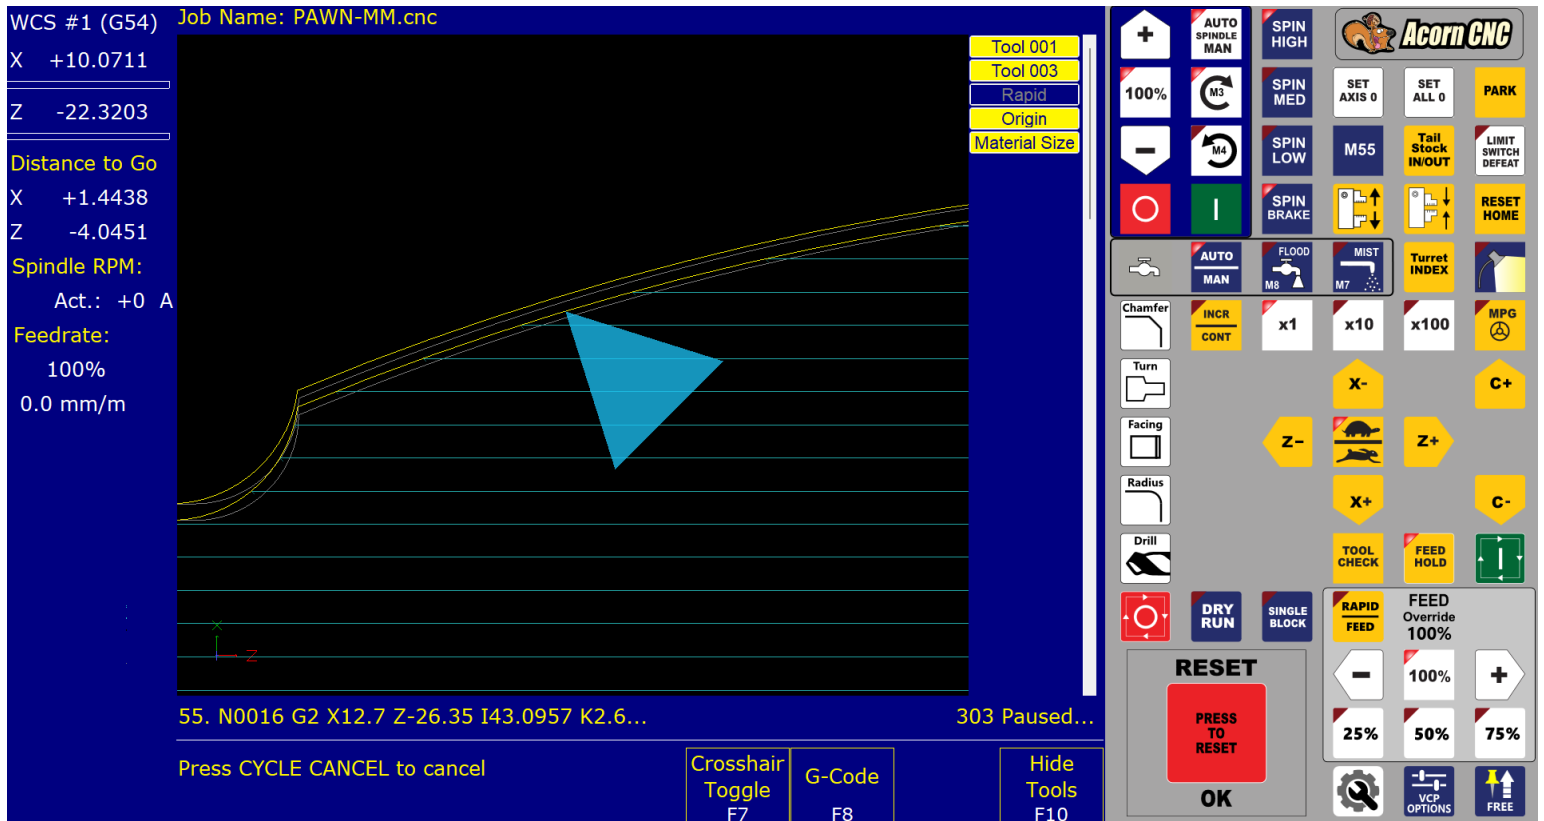 WCS #1 (G54)
X +10.0711
Z -22.3203
Distance to Go
X +1.4438
Z -4.0451
Spindle RPM:
Act.: +0 A
Feedrate:
100%
0.0 mm/m
Job Name: PAWN-MM.cnc
Tool 001
Tool 003
Rapid
Origin
Material Size
X
Z
55. N0016 G2 X12.7 Z-26.35 I43.0957 K2.6...
303 Paused...
Press CYCLE CANCEL to cancel
Crosshair
Toggle
F7
G-Code
F8
Hide
Tools
F10
+
AUTO
SPINDLE
MAN
SPIN
HIGH
Acorn CNC
100%
M3
SPIN
MED
SET
AXIS 0
SET
ALL 0
PARK
-
M4
SPIN
LOW
M55
Tail
Stock
IN/OUT
LIMIT
SWITCH
DEFEAT
SPIN
BRAKE
RESET
HOME
AUTO
MAN
FLOOD
M8
MIST
M7
Turret
INDEX
Chamfer
INCR
CONT
x1
x10
x100
MPG
Turn
X-
C+
Facing
Z-
Z+
Radius
X+
C-
Drill
TOOL
CHECK
FEED
HOLD
DRY
RUN
SINGLE
BLOCK
RAPID
FEED
FEED
Override
100%
RESET
PRESS
TO
RESET
OK
-
100%
+
25%
50%
75%
VCP
OPTIONS
FREE